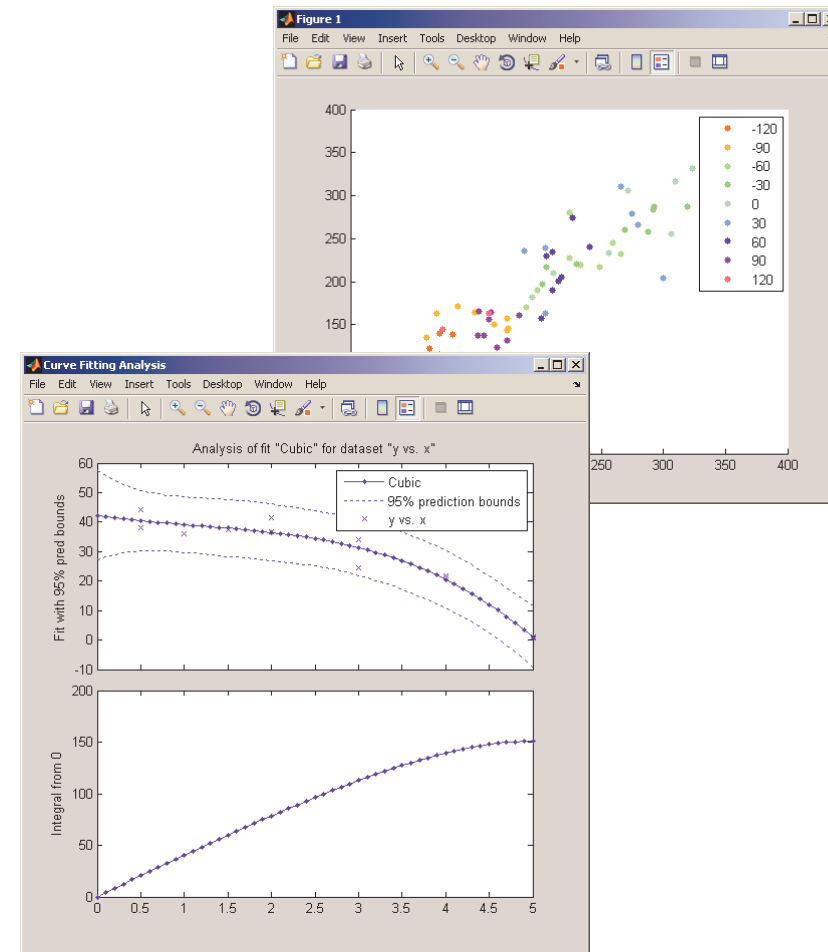 Figure 1
File Edit View Insert Tools Desktop Window Help
400
350
300
250
200
150
-120
-90
-60
-30
0
30
60
90
120
250 300 350 400
Curve Fitting Analysis
File Edit View Insert Tools Desktop Window Help
Analysis of fit "Cubic" for dataset "y vs. x"
Fit with 95% pred bounds
60
50
40
30
20
10
0
-10
Cubic
95% prediction bounds
y vs. x
Integral from 0
200
150
100
50
0
0 0.5 1 1.5 2 2.5 3 3.5 4 4.5 5